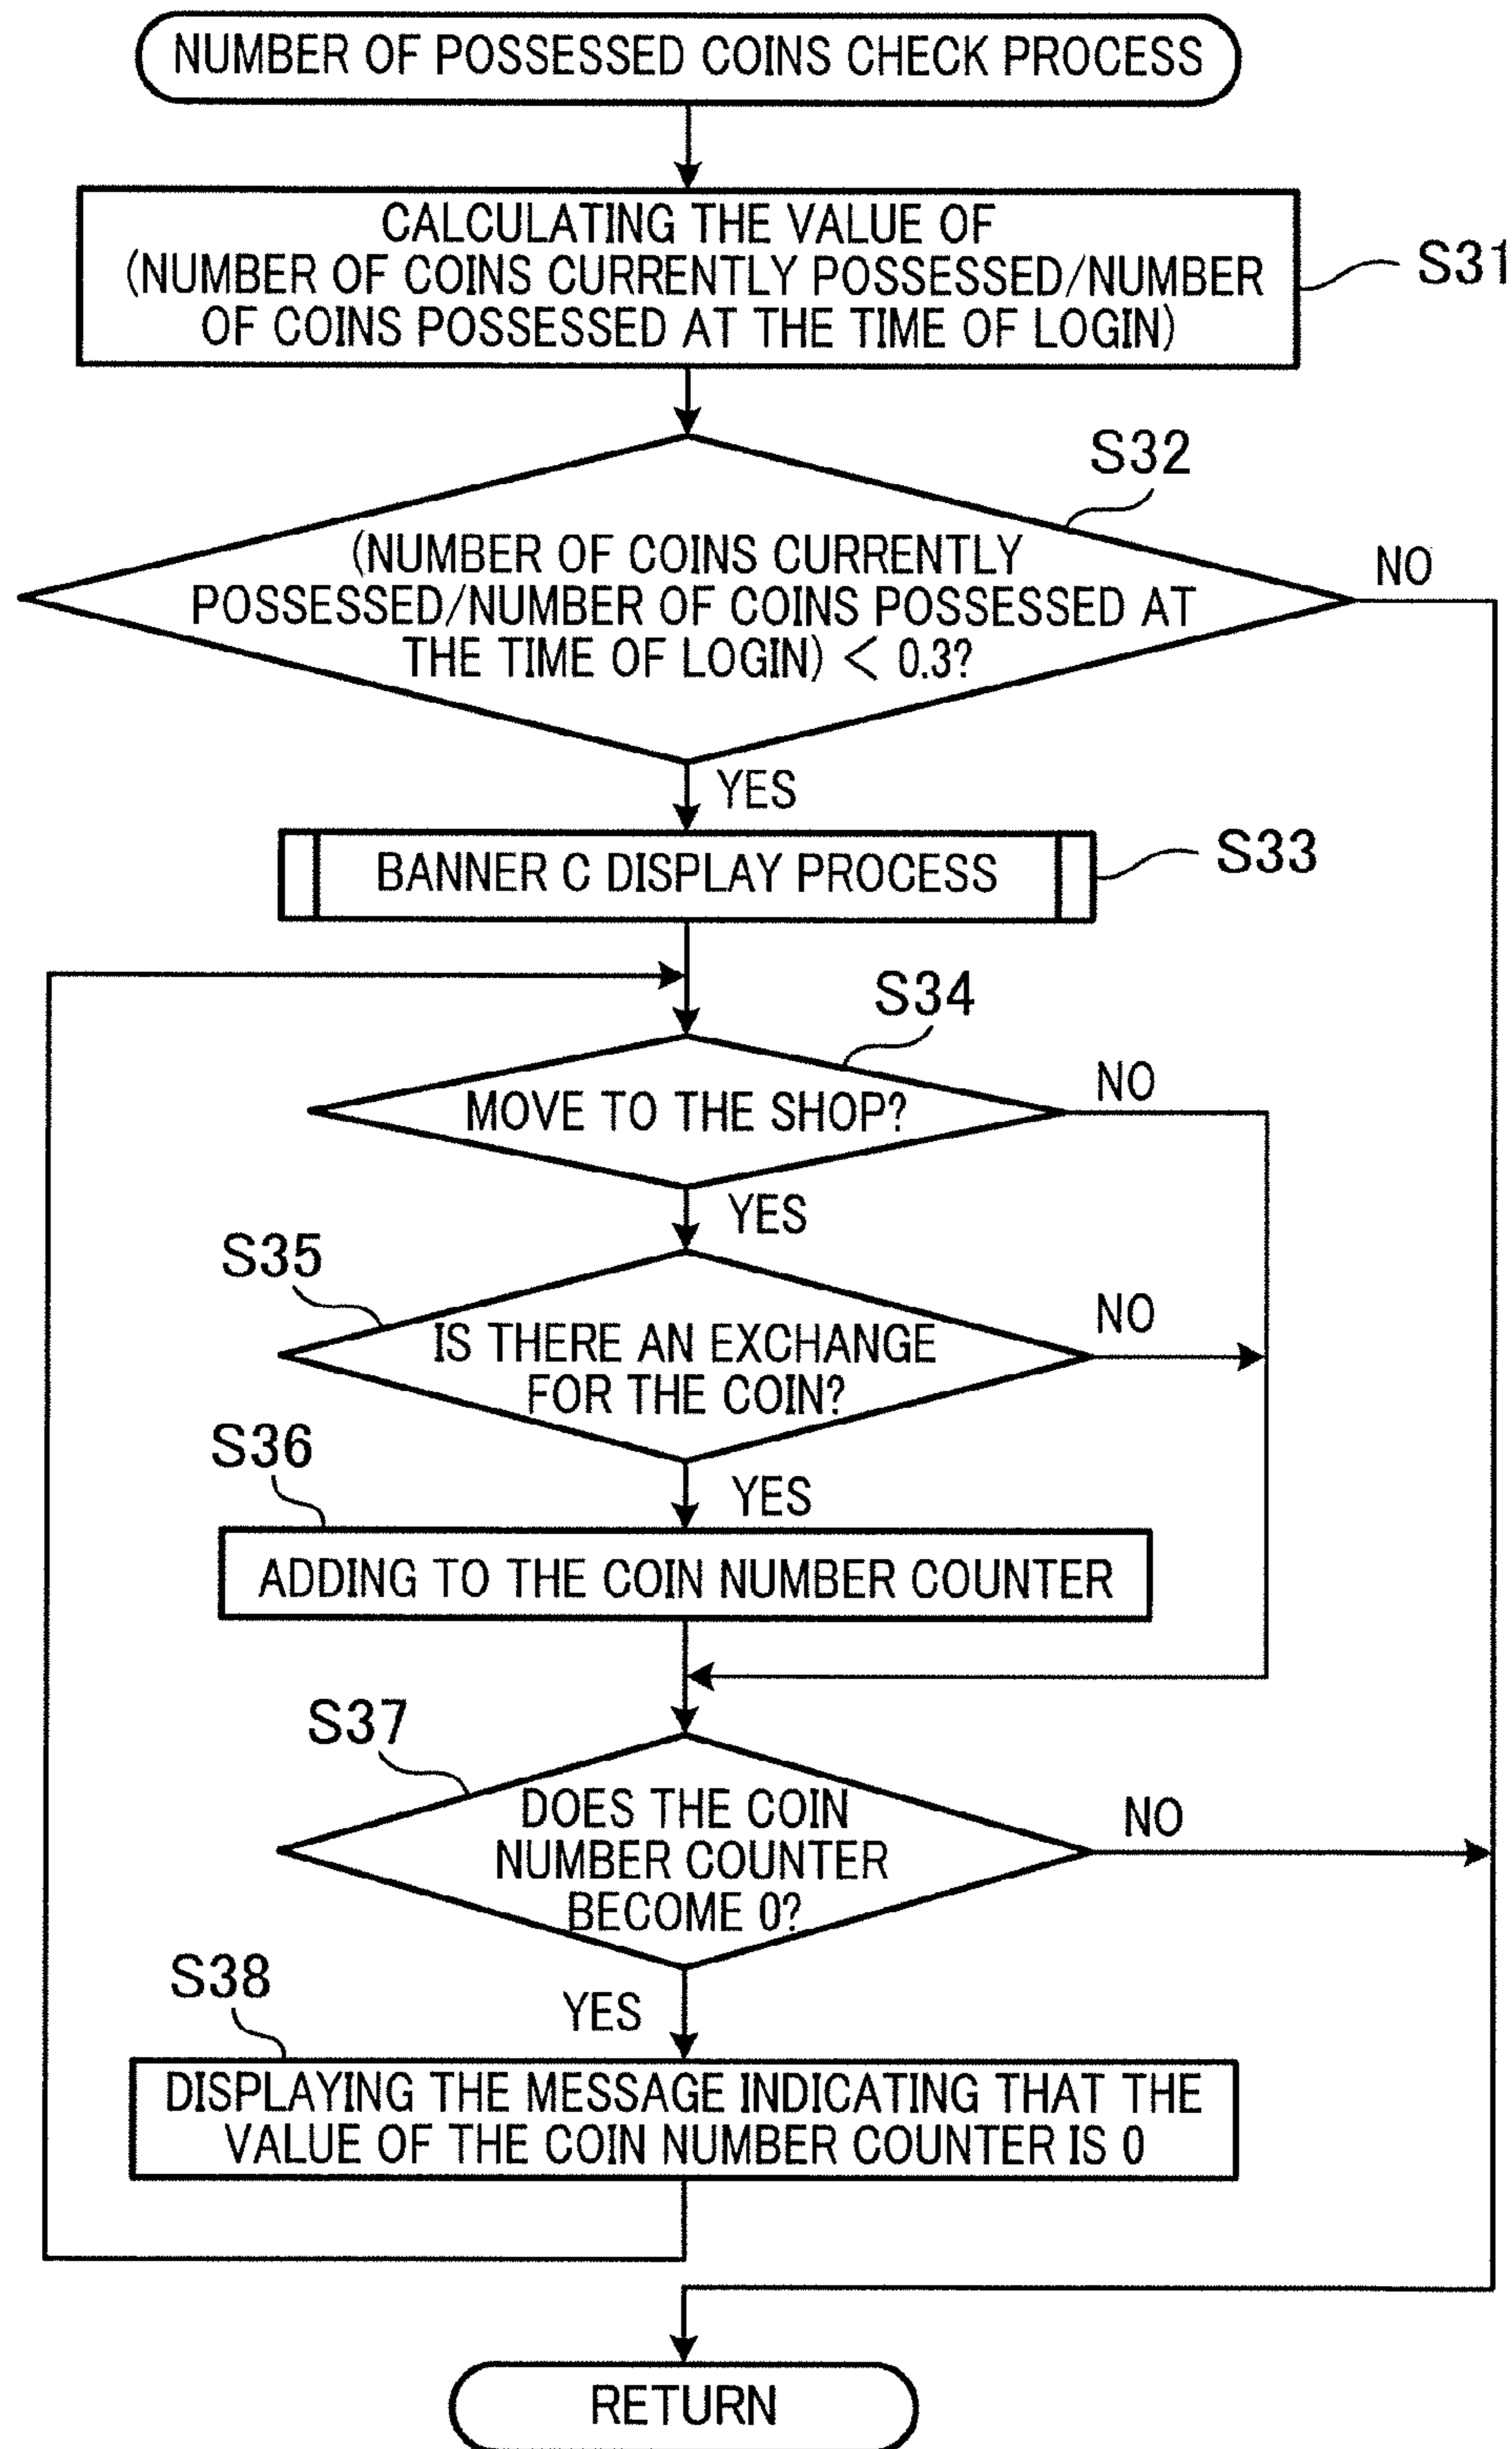 NUMBER OF POSSESSED COINS CHECK PROCESS
CALCULATING THE VALUE OF
(NUMBER OF COINS CURRENTLY POSSESSED/NUMBER
OF COINS POSSESSED AT THE TIME OF LOGIN)
S31
S32
(NUMBER OF COINS CURRENTLY
POSSESSED/NUMBER OF COINS POSSESSED AT
THE TIME OF LOGIN) < 0.3?
NO
YES
BANNER C DISPLAY PROCESS
S33
S34
MOVE TO THE SHOP?
NO
YES
S35
IS THERE AN EXCHANGE
FOR THE COIN?
NO
YES
S36
ADDING TO THE COIN NUMBER COUNTER
S37
DOES THE COIN
NUMBER COUNTER
BECOME 0?
NO
YES
S38
DISPLAYING THE MESSAGE INDICATING THAT THE
VALUE OF THE COIN NUMBER COUNTER IS 0
RETURN